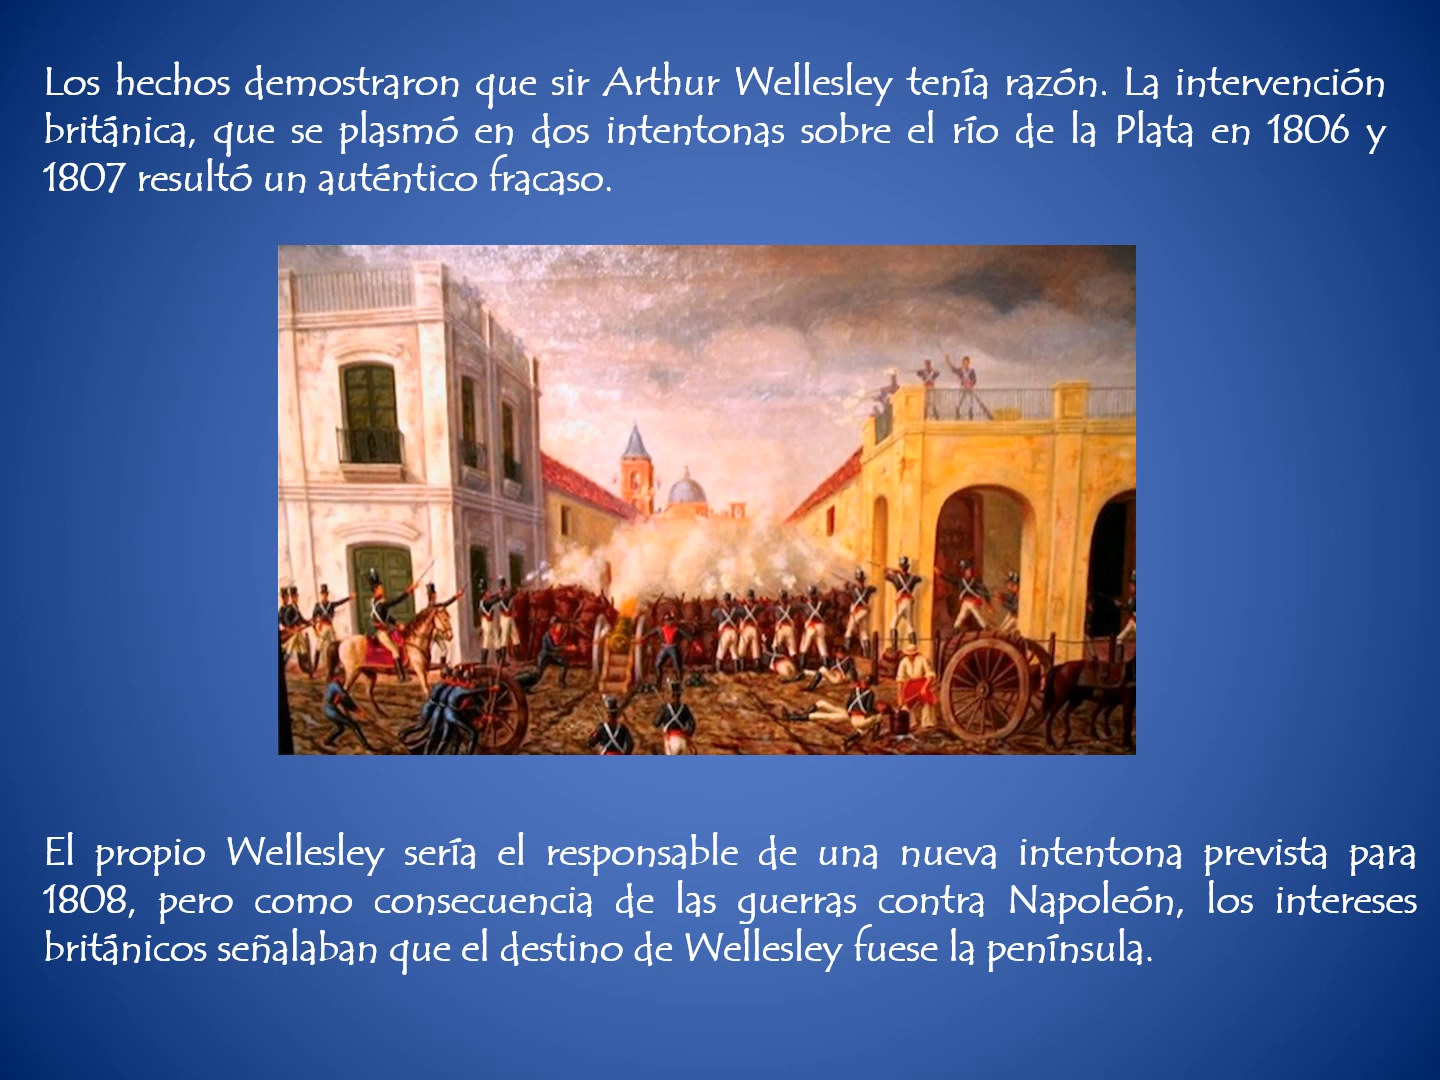 Los hechos demostraron que sir Arthur Wellesley tenía razón. La intervención
británica, que se plasmó en dos intentonas sobre el río de la Plata en 1806 y
1807 resultó un auténtico fracaso.
El propio Wellesley sería el responsable de una nueva intentona prevista para
1808, pero como consecuencia de las guerras contra Napoleón, los intereses
británicos señalaban que el destino de Wellesley fuese la península.